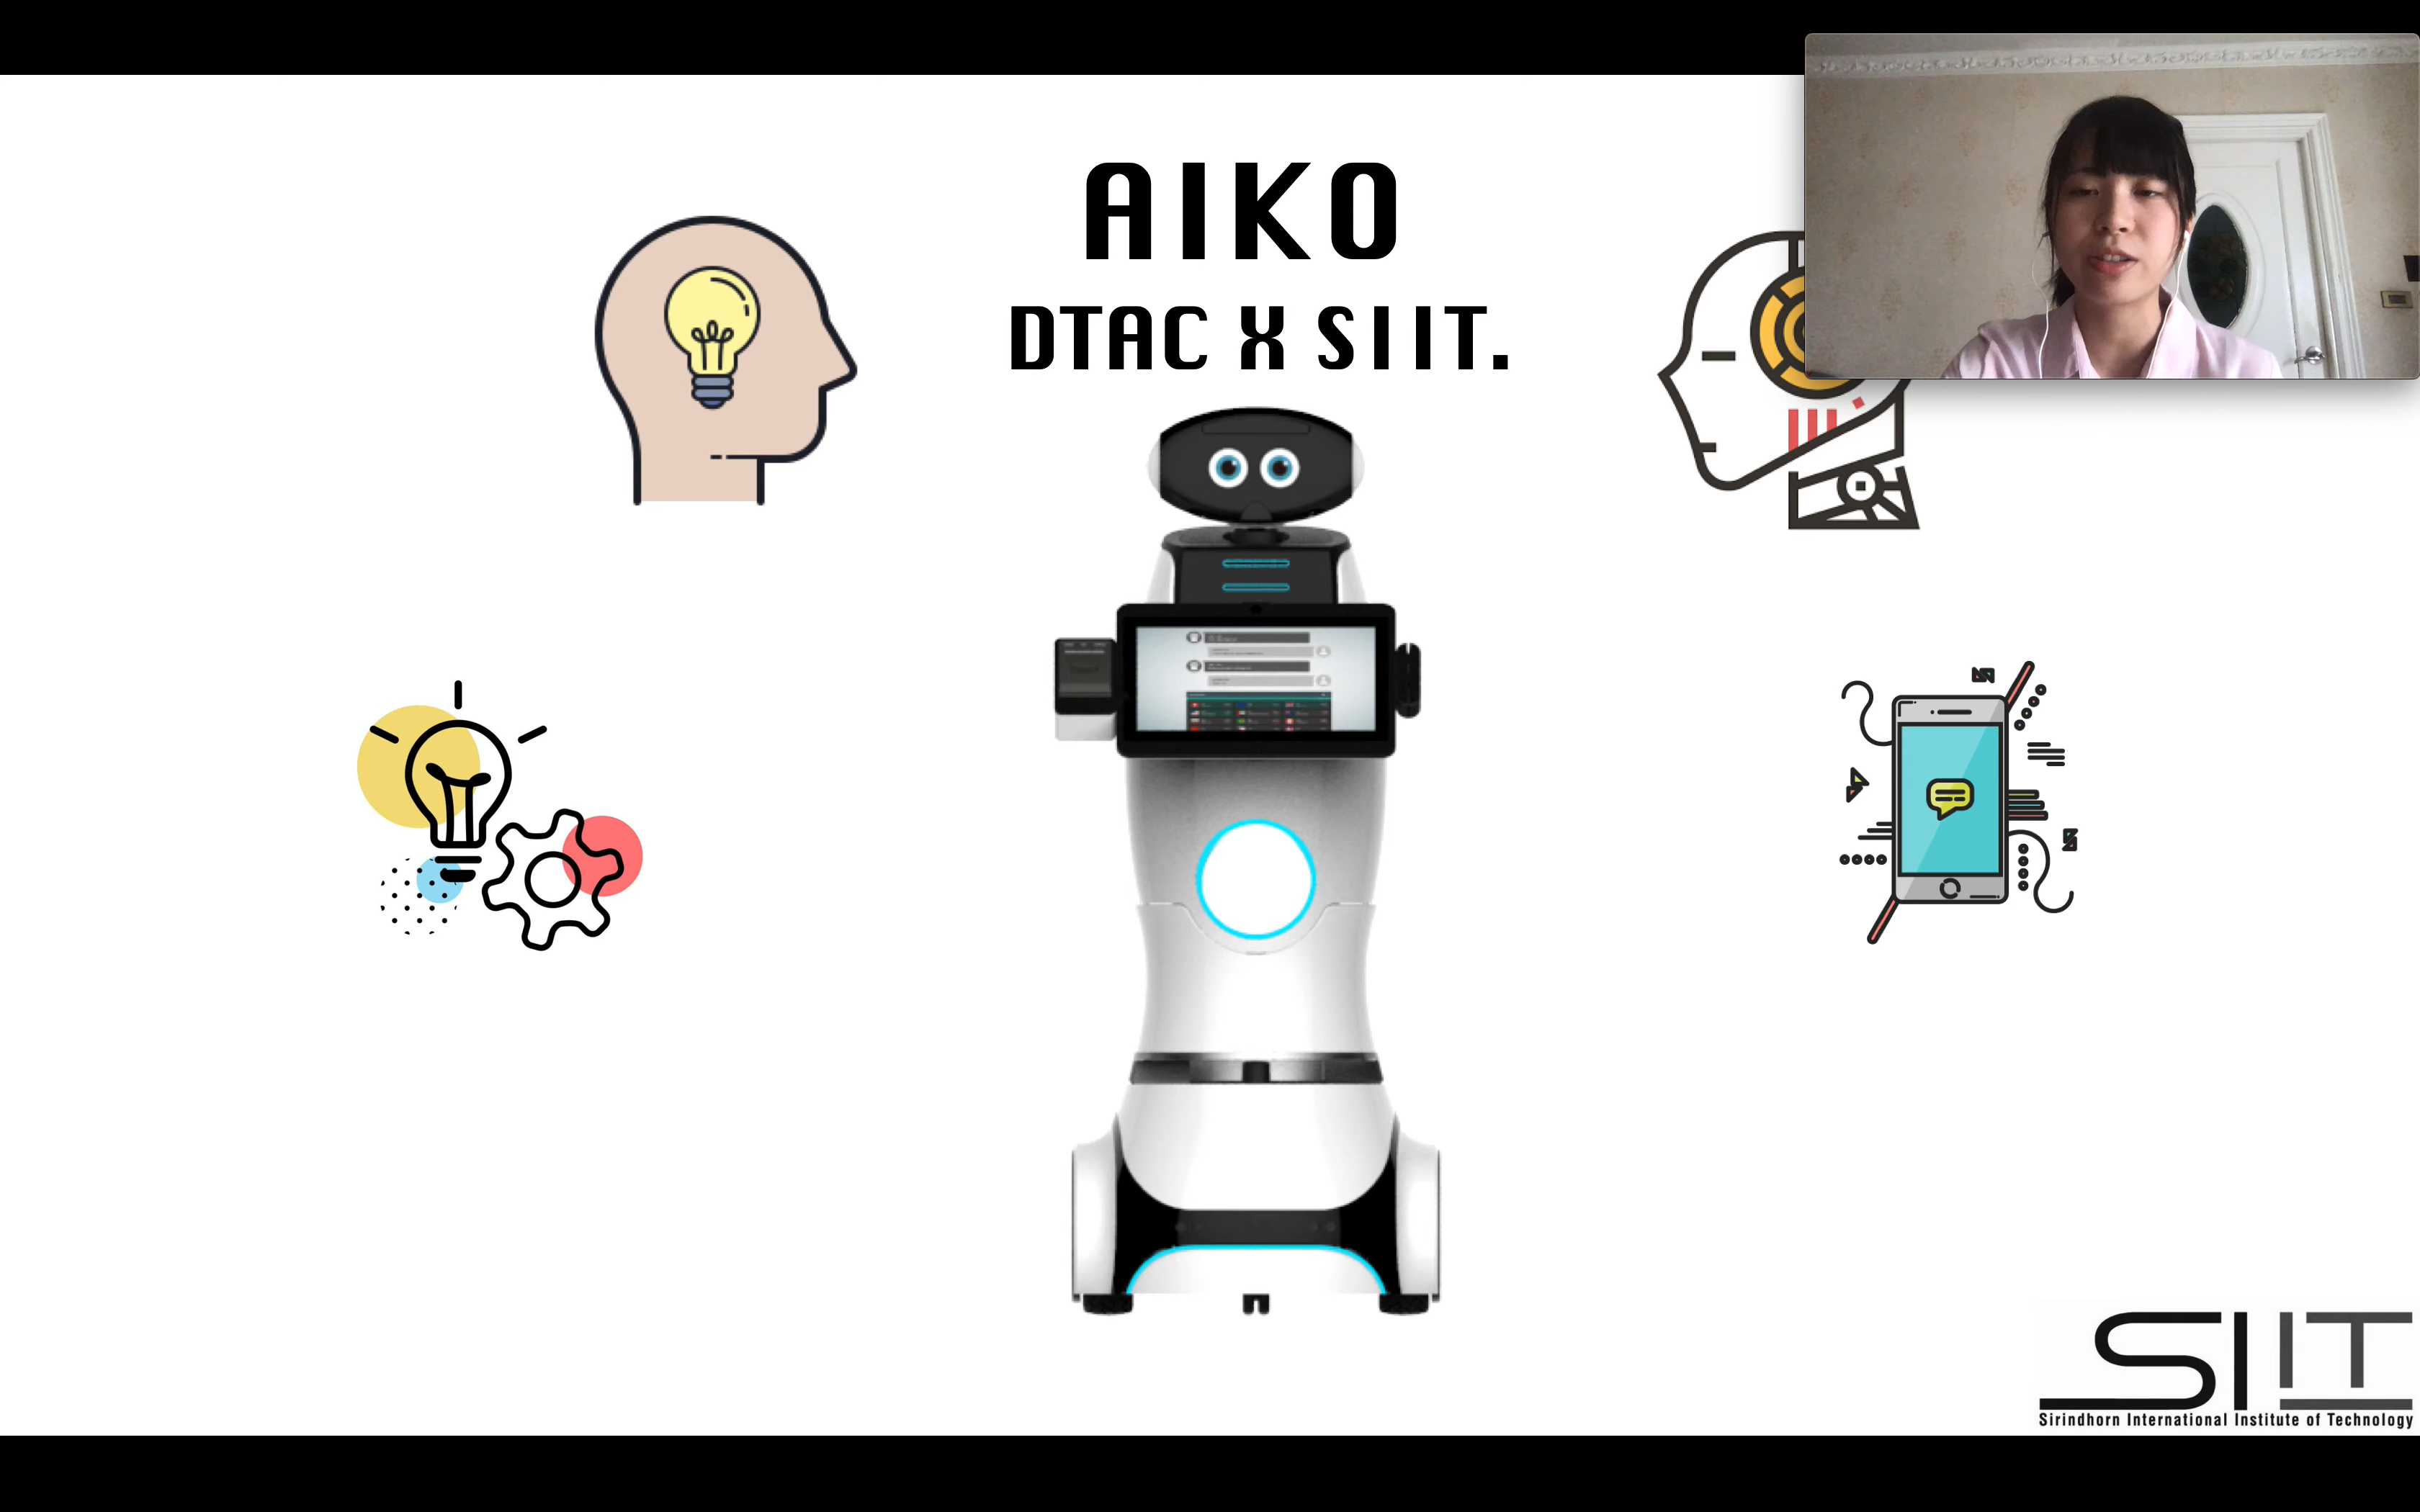 AIKO
DTAC X SIIT.
SIIT
Sirindhorn International Institute of Technology